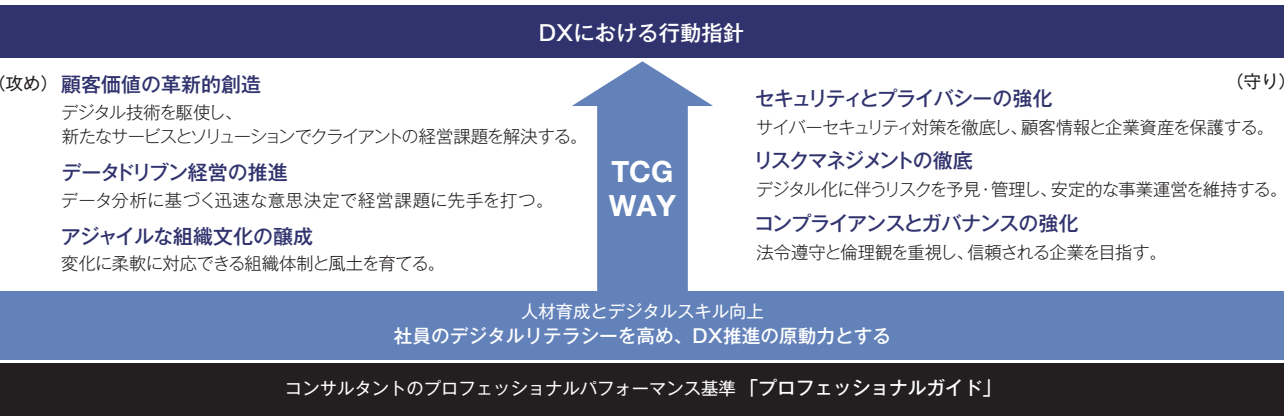 DXにおける行動指針
(攻め) 顧客価値の革新的創造
デジタル技術を駆使し、
新たなサービスとソリューションでクライアントの経営課題を解決する。
データドリブン経営の推進
データ分析に基づく迅速な意思決定で経営課題に先手を打つ。
アジャイルな組織文化の醸成
変化に柔軟に対応できる組織体制と風土を育てる。
TCG
WAY
(守り)
セキュリティとプライバシーの強化
サイバーセキュリティ対策を徹底し、顧客情報と企業資産を保護する。
リスクマネジメントの徹底
デジタル化に伴うリスクを予見・管理し、安定的な事業運営を維持する。
コンプライアンスとガバナンスの強化
法令遵守と倫理観を重視し、信頼される企業を目指す。
人材育成とデジタルスキル向上
社員のデジタルリテラシーを高め、DX推進の原動力とする
コンサルタントのプロフェッショナルパフォーマンス基準「プロフェッショナルガイド」